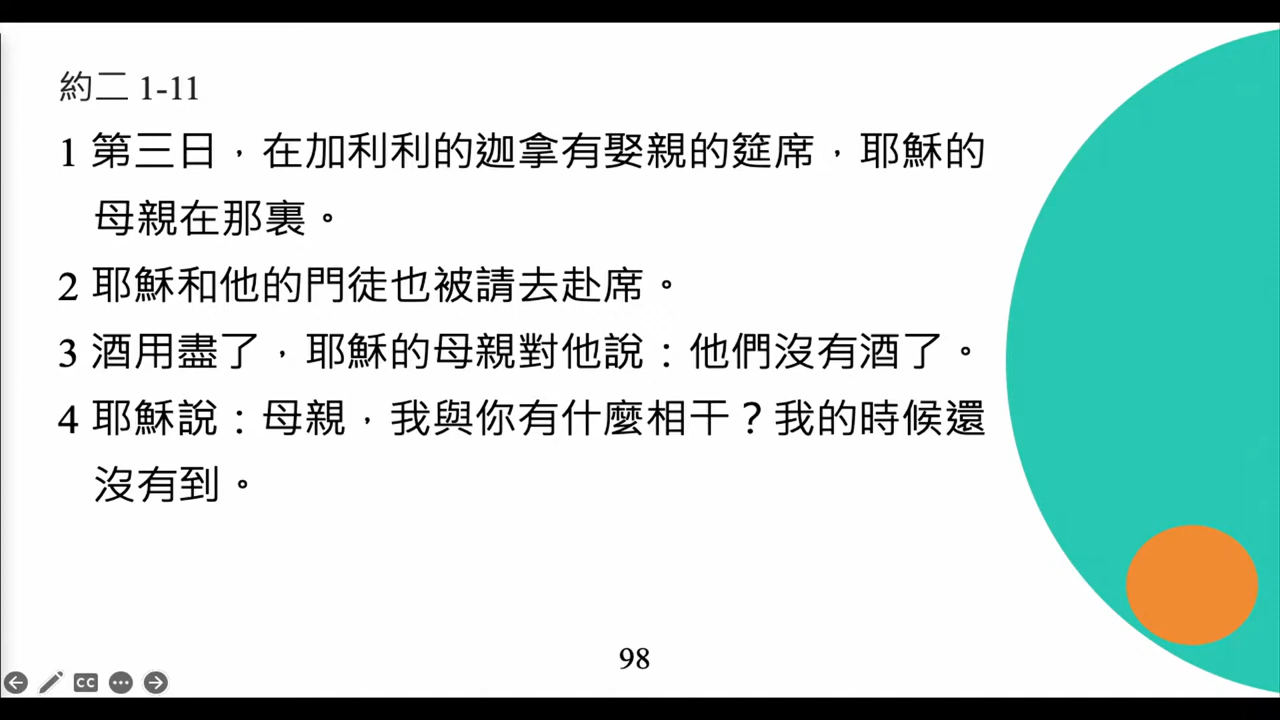 約二 1-11
1 第三日，在加利利的迦拿有娶親的筵席，耶穌的
母親在那裏。
2 耶穌和他的門徒也被請去赴席。
3 酒用盡了，耶穌的母親對他說：他們沒有酒了。
4 耶穌說：母親，我與你有什麼相干？我的時候還
沒有到。
98
CC